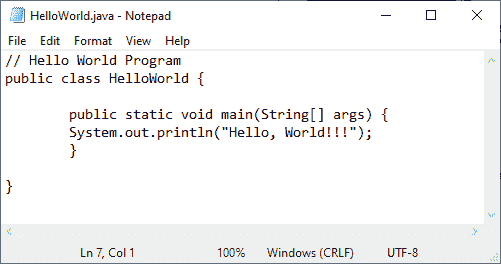 HelloWorld.java - Notepad
File Edit Format View Help
// Hello World Program
public class HelloWorld {
public static void main(String[] args) {
System.out.println("Hello, World!!!");
}
}
Ln 7, Col 1 100% Windows (CRLF) UTF-8